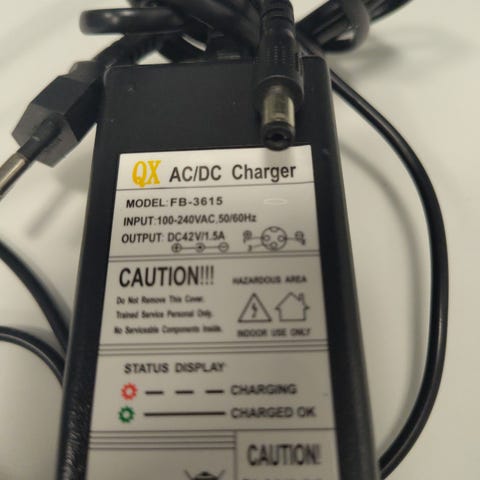 QX AC/DC Charger
MODEL:FB-3615
INPUT:100-240VAC,50/60Hz
OUTPUT: DC42V/1.5A
CAUTION!!!
Do Not Remove This Cover.
Trained Service Personal Only.
No Serviceable Components Inside.
HAZARDOUS AREA
INDOOR USE ONLY
STATUS DISPLAY
CHARGING
CHARGED OK
CAUTION!